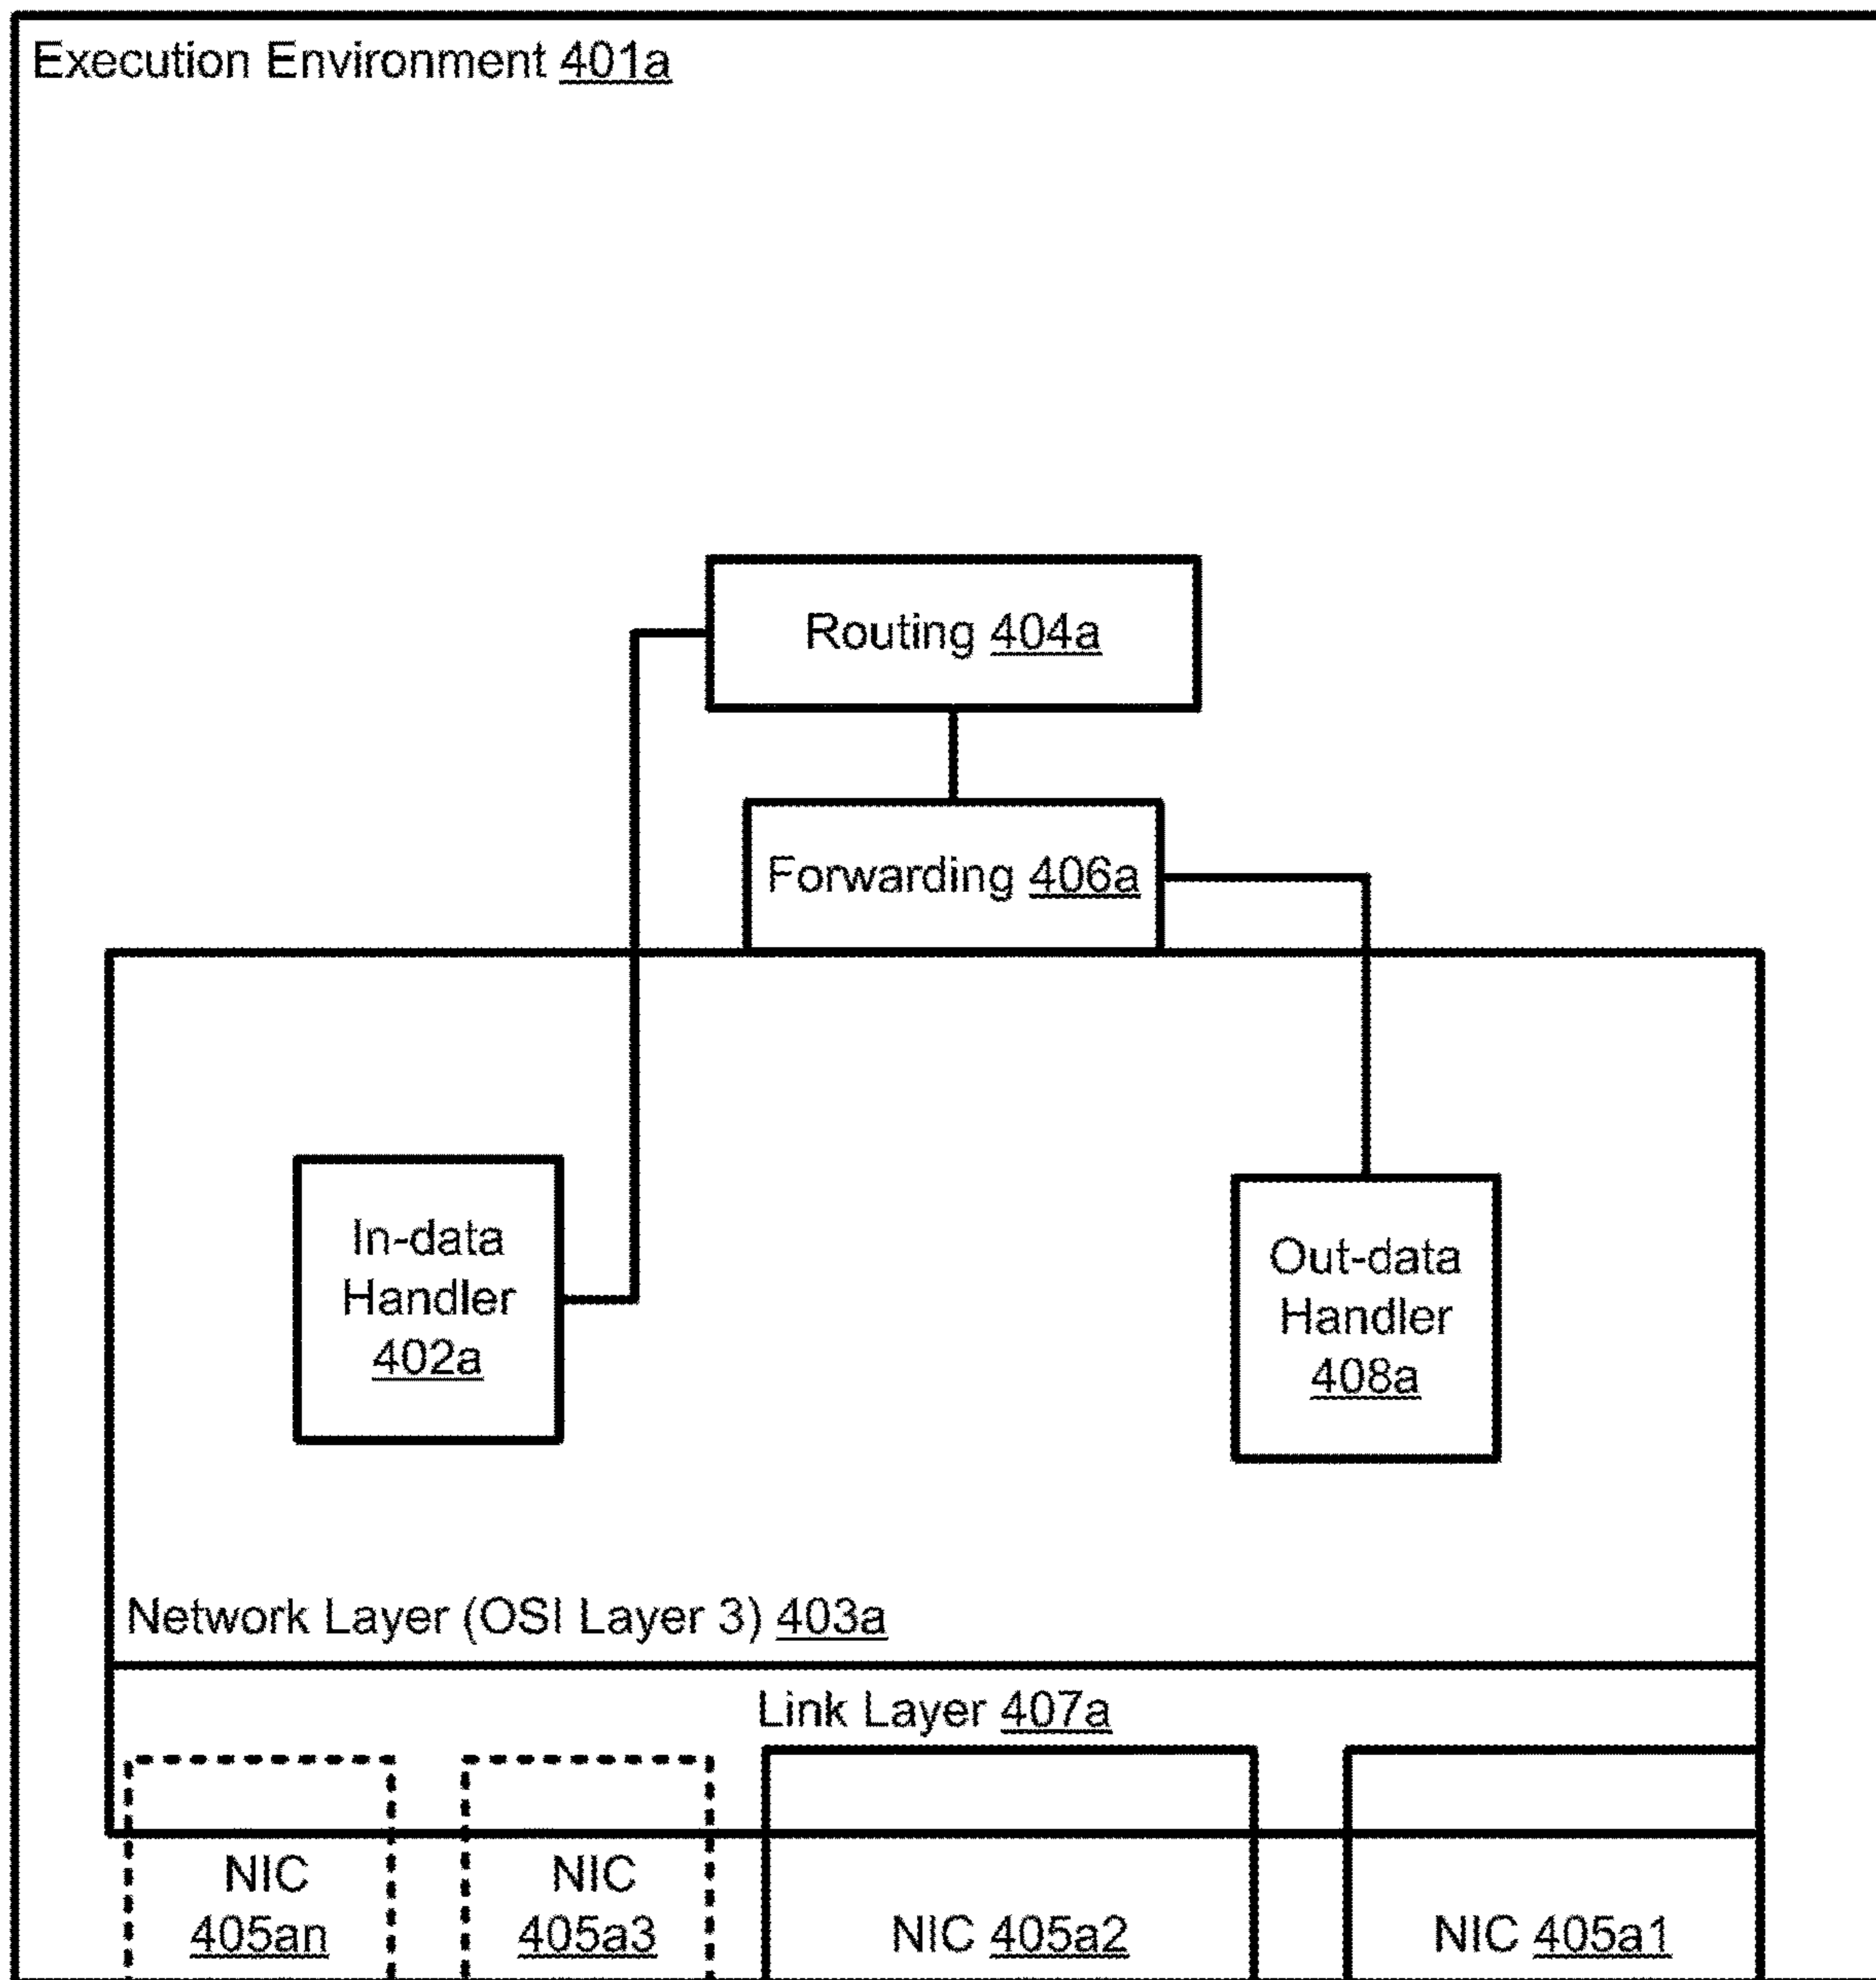 Execution Environment 401a
Routing 404a
Forwarding 406a
In-data
Handler
402a
Out-data
Handler
408a
Network Layer (OSI Layer 3) 403a
Link Layer 407a
NIC
405an
NIC
405a3
NIC 405a2
NIC 405a1